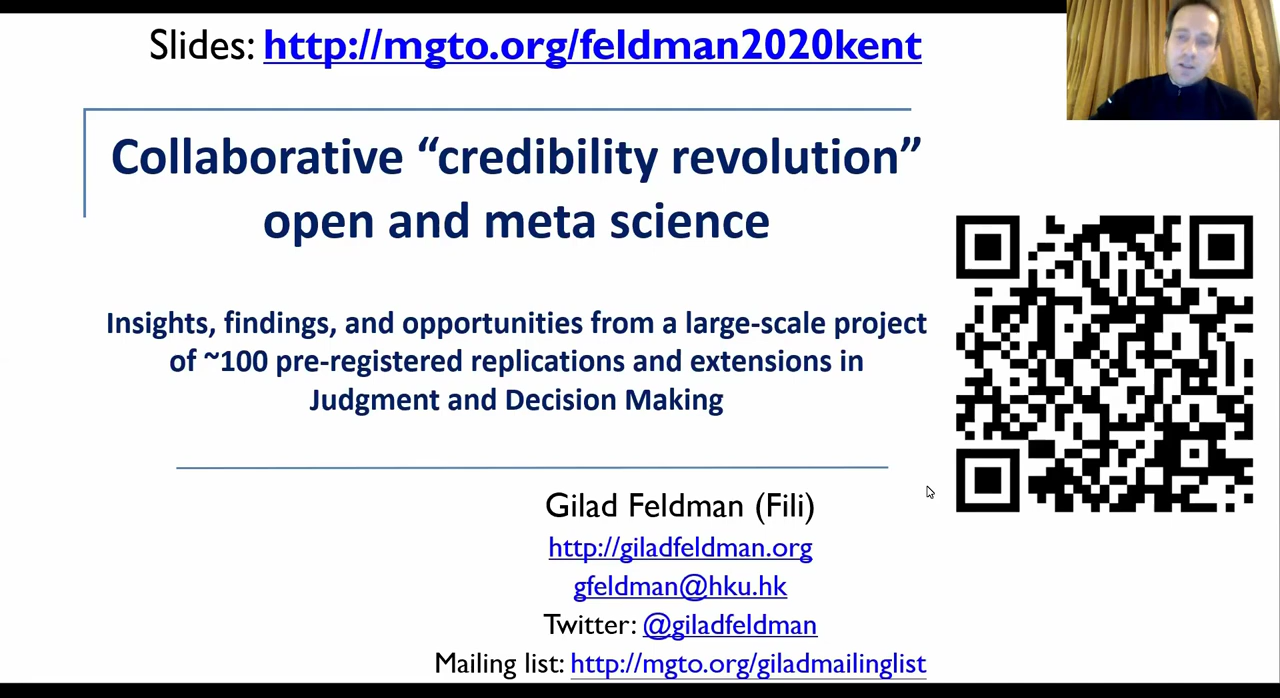 Slides: http://mgto.org/feldman2020kent
Collaborative “credibility revolution”
open and meta science
Insights, findings, and opportunities from a large-scale project
of ~100 pre-registered replications and extensions in
Judgment and Decision Making
Gilad Feldman (Fili)
http://giladfeldman.org
gfeldman@hku.hk
Twitter: @giladfeldman
Mailing list: http://mgto.org/giladmailinglist